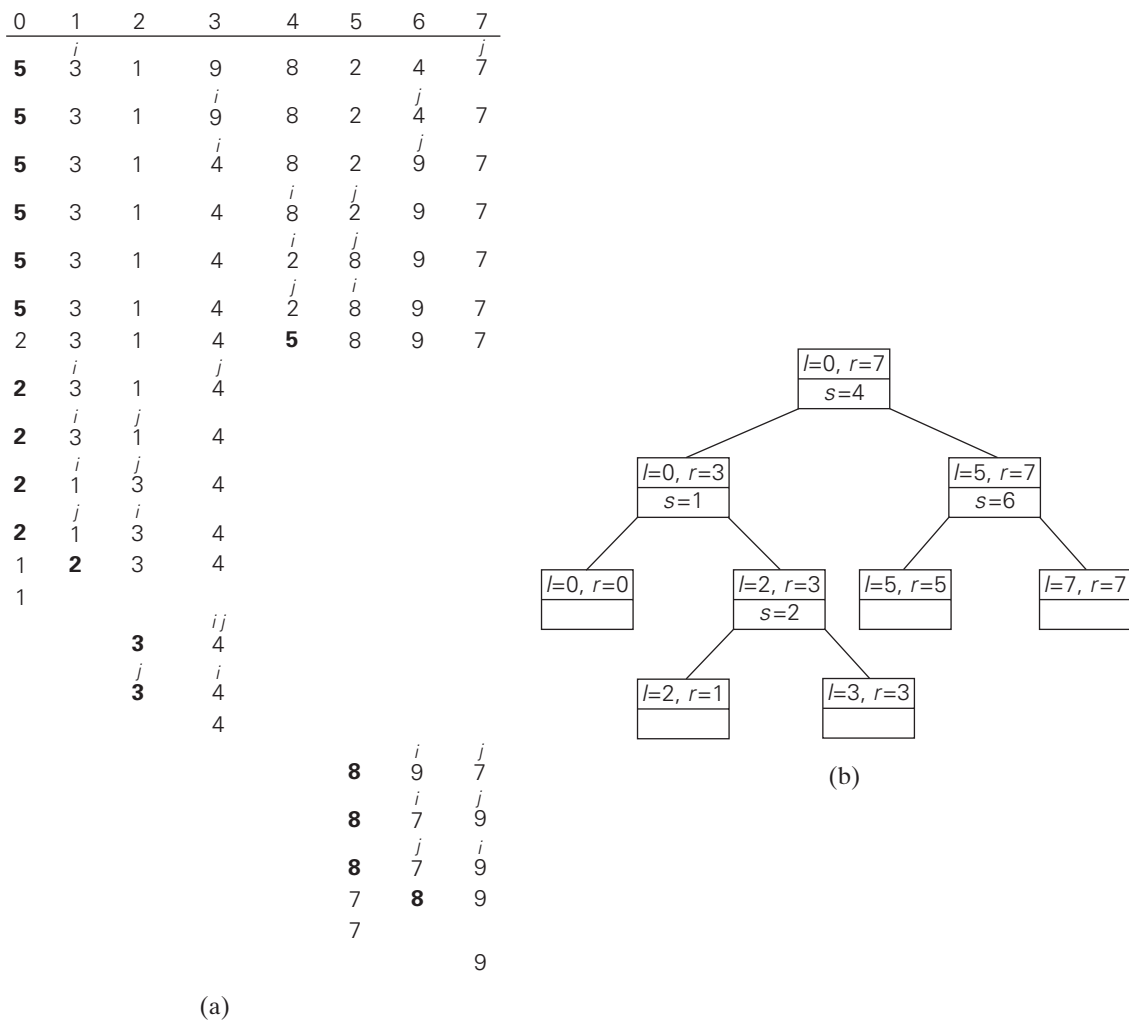 0 1 2 3 4 5 6 7
i j
5 3 1 9 8 2 4 7
i j
5 3 1 9 8 2 4 7
i j
5 3 1 4 8 2 9 7
i j
5 3 1 4 8 2 9 7
i j
5 3 1 4 2 8 9 7
j i
5 3 1 4 2 8 9 7
2 3 1 4 5 8 9 7
i j
2 3 1 4
i j
2 3 1 4
i j
2 1 3 4
j i
2 1 3 4
1 2 3 4
1
i j
3 4
j i
3 4
4
i j
8 9 7
i j
8 7 9
j i
8 7 9
7 8 9
7
9
(a)
l=0, r=7
s=4
l=0, r=3
s=1
l=5, r=7
s=6
l=0, r=0
l=2, r=3
s=2
l=5, r=5
l=7, r=7
l=2, r=1
l=3, r=3
(b)